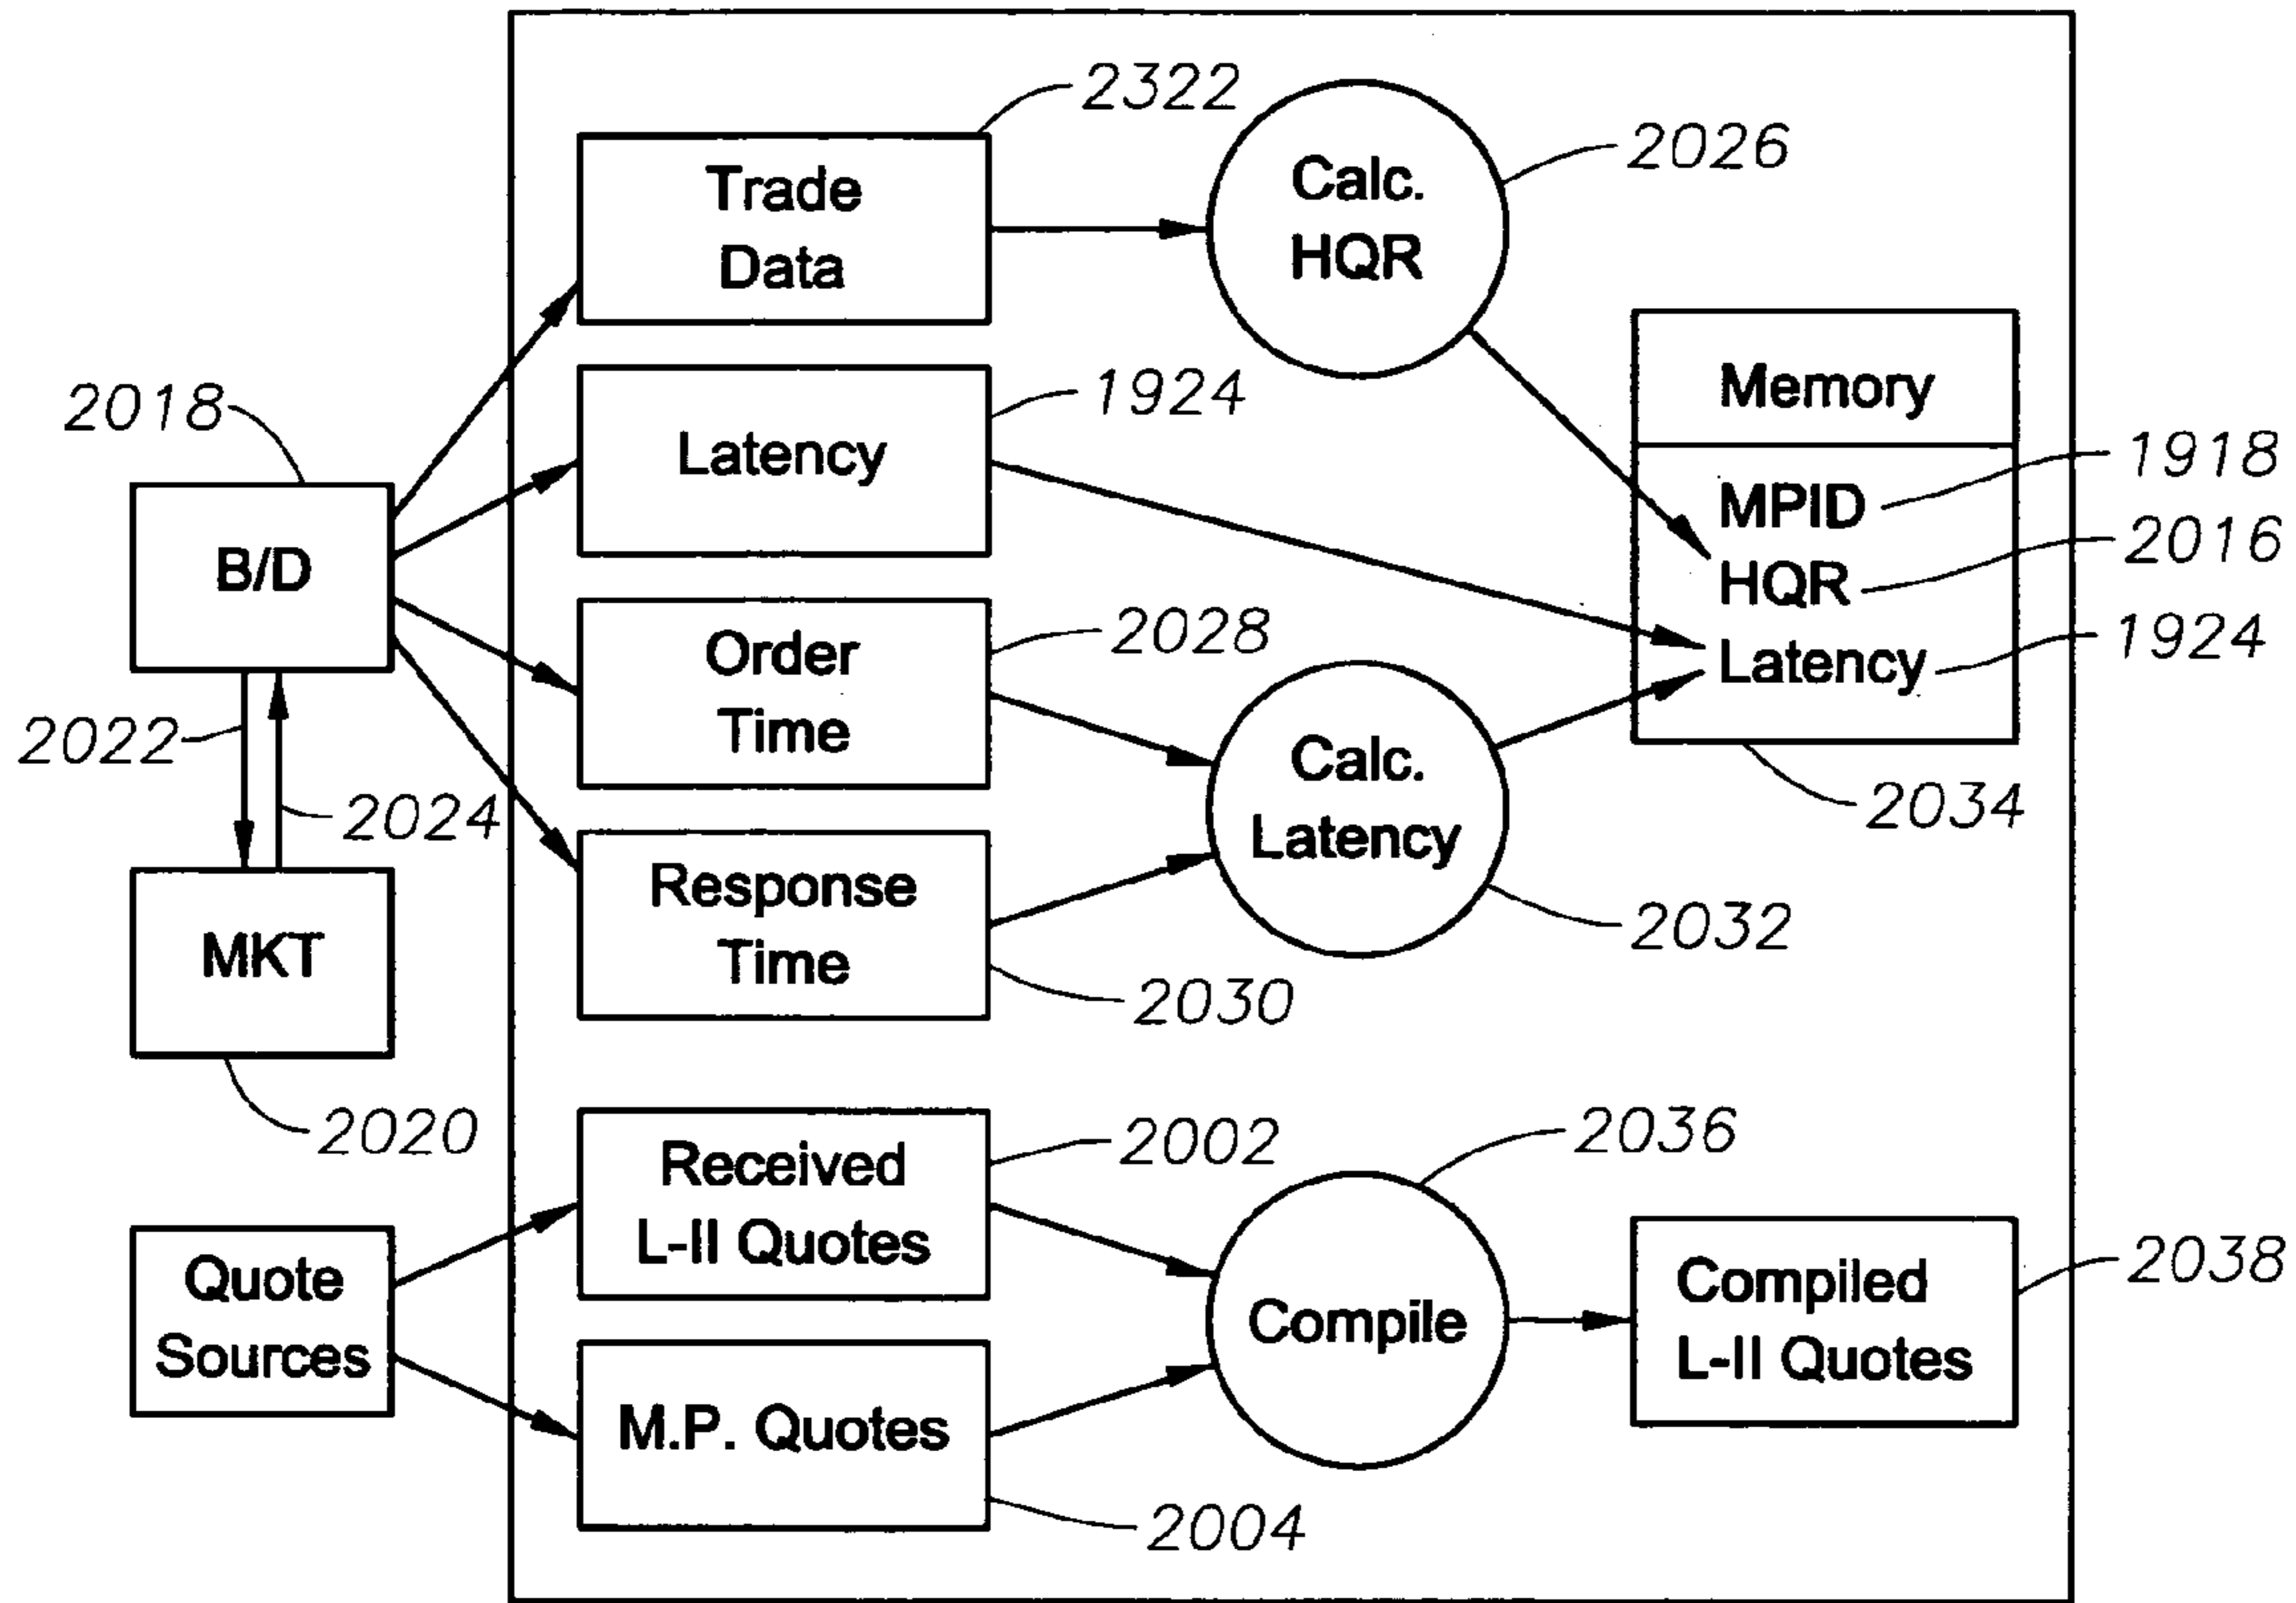 2322
Trade
Data
Calc.
HQR
2026
2018
Latency
1924
Memory
MPID
1918
HQR
2016
Latency
1924
2034
B/D
Order
Time
2028
2022
2024
Calc.
Latency
2032
Response
Time
2030
MKT
2020
Received
L-II Quotes
2002
2036
Quote
Sources
Compile
Compiled
L-II Quotes
2038
M.P. Quotes
2004